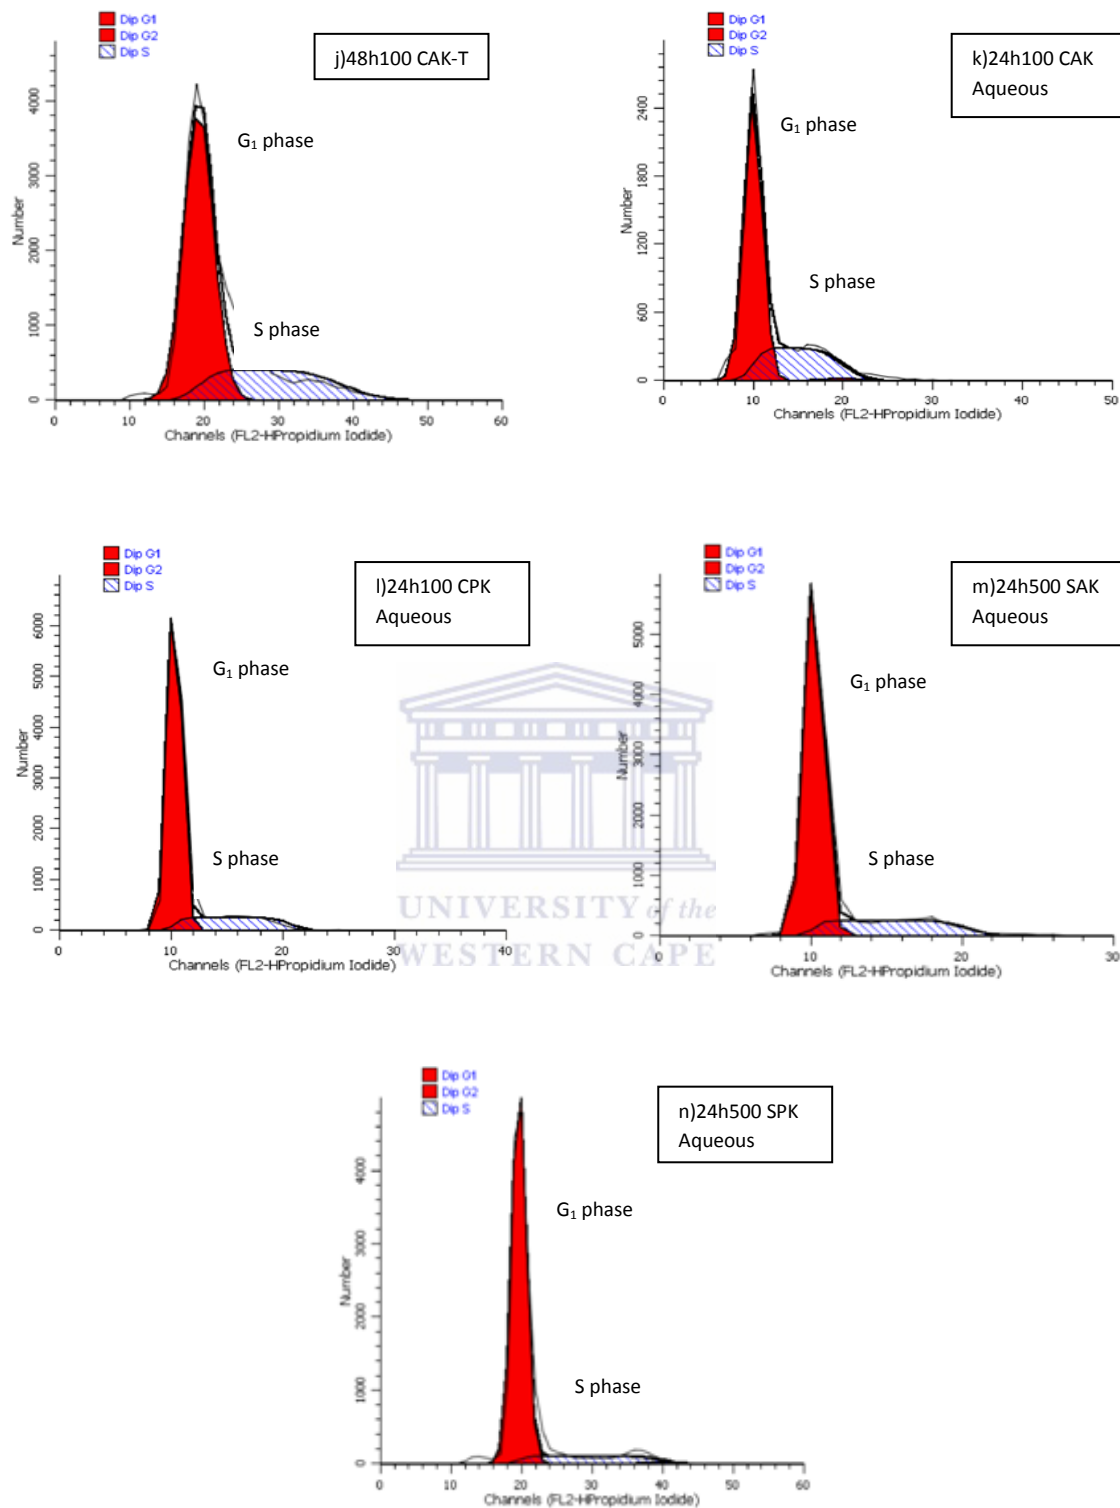 Dip G1
Dip G2
Dip S
j)48h100 CAK-T
G₁ phase
S phase
Number
0
1000
2000
3000
4000
0 10 20 30 40 50 60
Channels (FL2-HPropidium Iodide)
Dip G1
Dip G2
Dip S
k)24h100 CAK
Aqueous
G₁ phase
S phase
Number
0
600
1200
1800
2400
0 10 20 30 40 50
Channels (FL2-HPropidium Iodide)
Dip G1
Dip G2
Dip S
l)24h100 CPK
Aqueous
G₁ phase
S phase
Number
0
1000
2000
3000
4000
5000
6000
0 10 20 30 40
Channels (FL2-HPropidium Iodide)
Dip G1
Dip G2
Dip S
m)24h500 SAK
Aqueous
G₁ phase
S phase
Number
0
1000
2000
3000
4000
5000
10 20 30
Channels (FL2-HPropidium Iodide)
UNIVERSITY of the
WESTERN CAPE
Dip G1
Dip G2
Dip S
n)24h500 SPK
Aqueous
G₁ phase
S phase
Number
0
1000
2000
3000
4000
0 10 20 30 40 50 60
Channels (FL2-HPropidium Iodide)